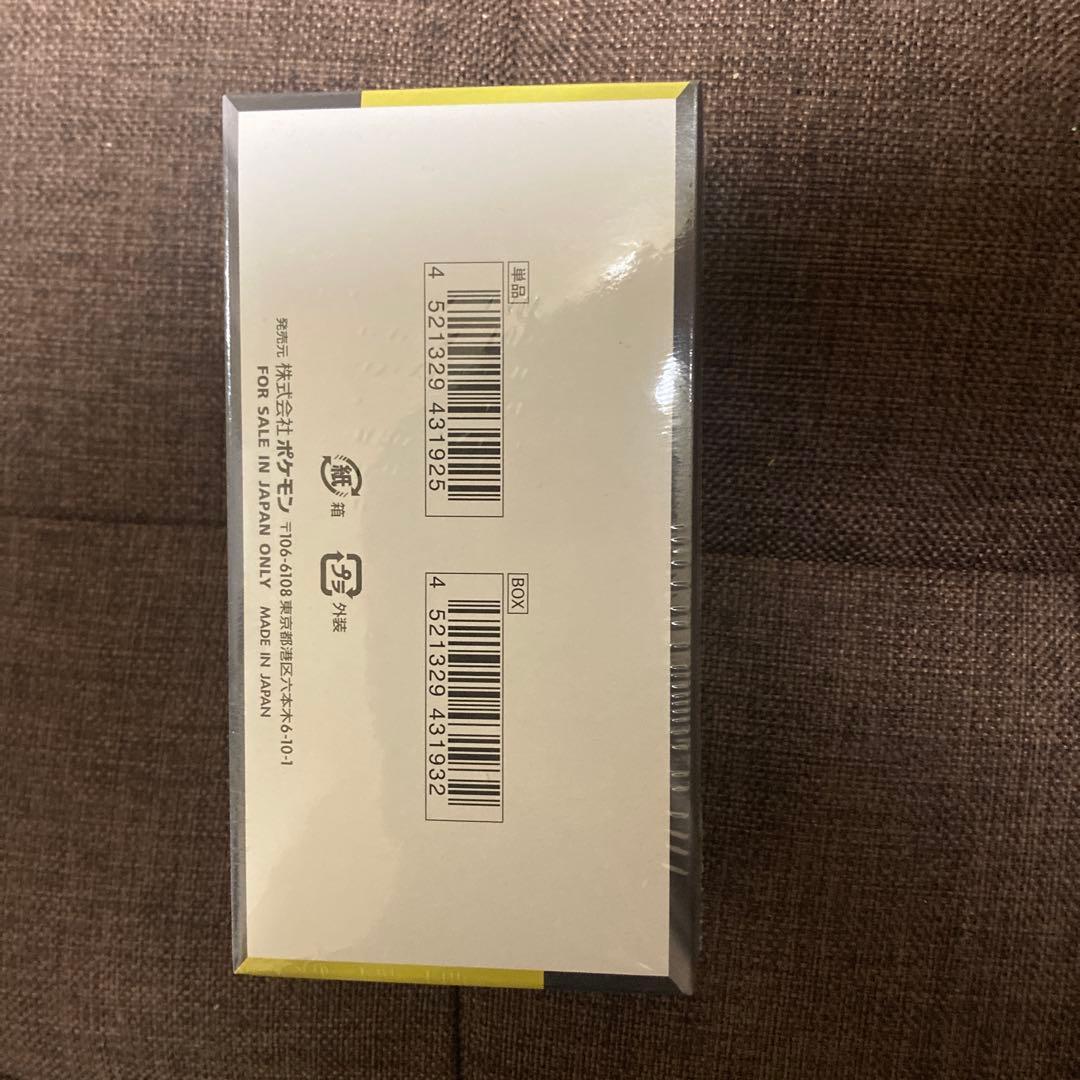 単品
4 521329 431925
BOX
4 521329 431932
紙 箱
プラ 外装
発売元 株式会社 ポケモン 〒106-6108 東京都港区六本木6-10-1
FOR SALE IN JAPAN ONLY MADE IN JAPAN